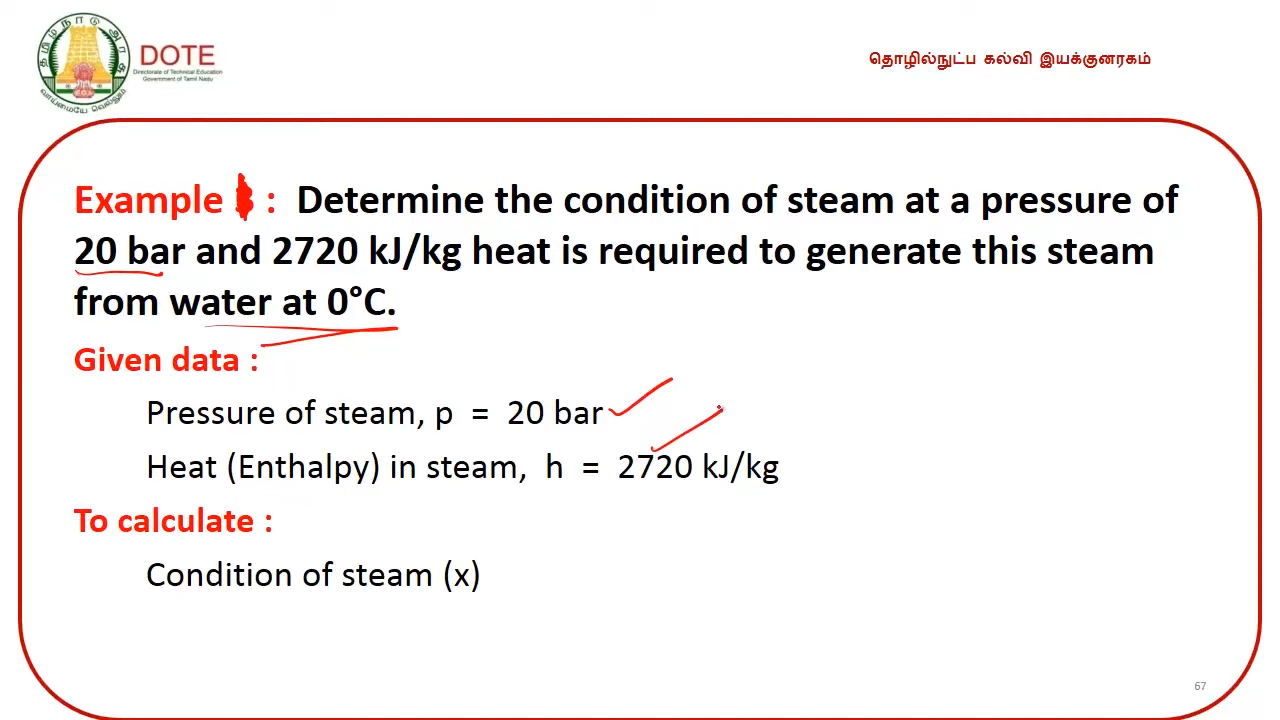 தமிழ்நாடு அரசு
வாய்மையே வெல்லும்
DOTE
Directorate of Technical Education
Government of Tamil Nadu
தொழில்நுட்ப கல்வி இயக்குனரகம்
Example : Determine the condition of steam at a pressure of
20 bar and 2720 kJ/kg heat is required to generate this steam
from water at 0°C.
Given data :
Pressure of steam, p = 20 bar
Heat (Enthalpy) in steam, h = 2720 kJ/kg
To calculate :
Condition of steam (x)
67